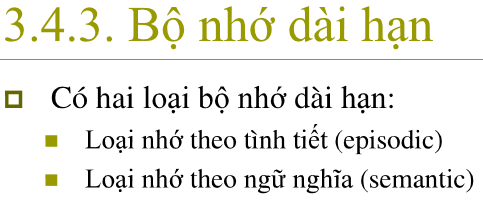 3.4.3. Bộ nhớ dài hạn
Có hai loại bộ nhớ dài hạn:
Loại nhớ theo tình tiết (episodic)
Loại nhớ theo ngữ nghĩa (semantic)